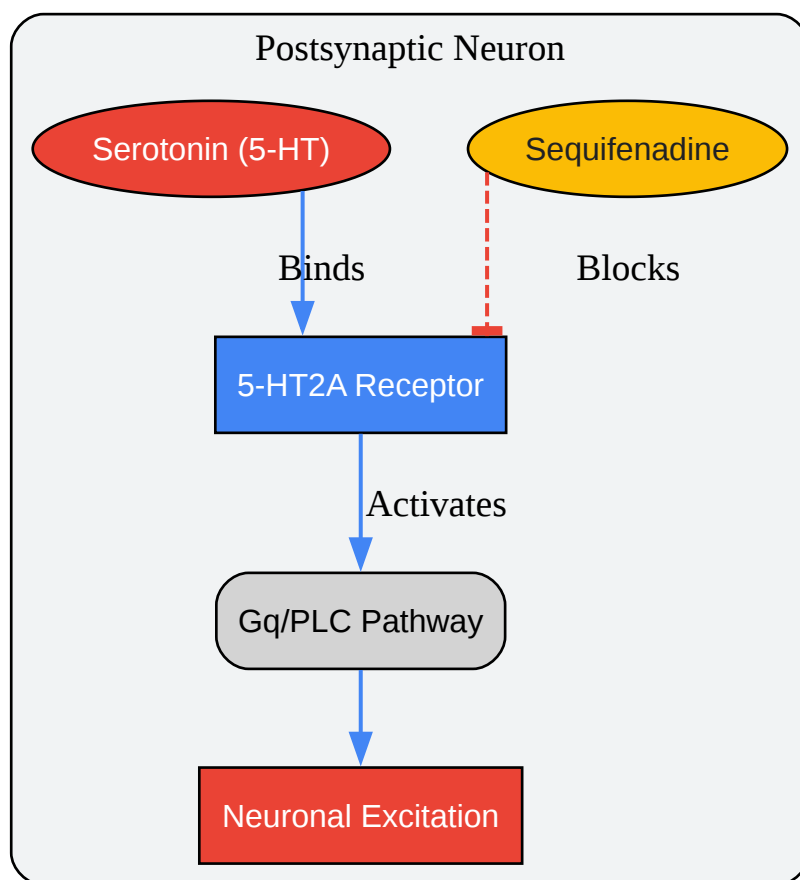 Postsynaptic Neuron
Serotonin (5-HT)
Sequifenadine
Binds
Blocks
5-HT2A Receptor
Activates
Gq/PLC Pathway
Neuronal Excitation